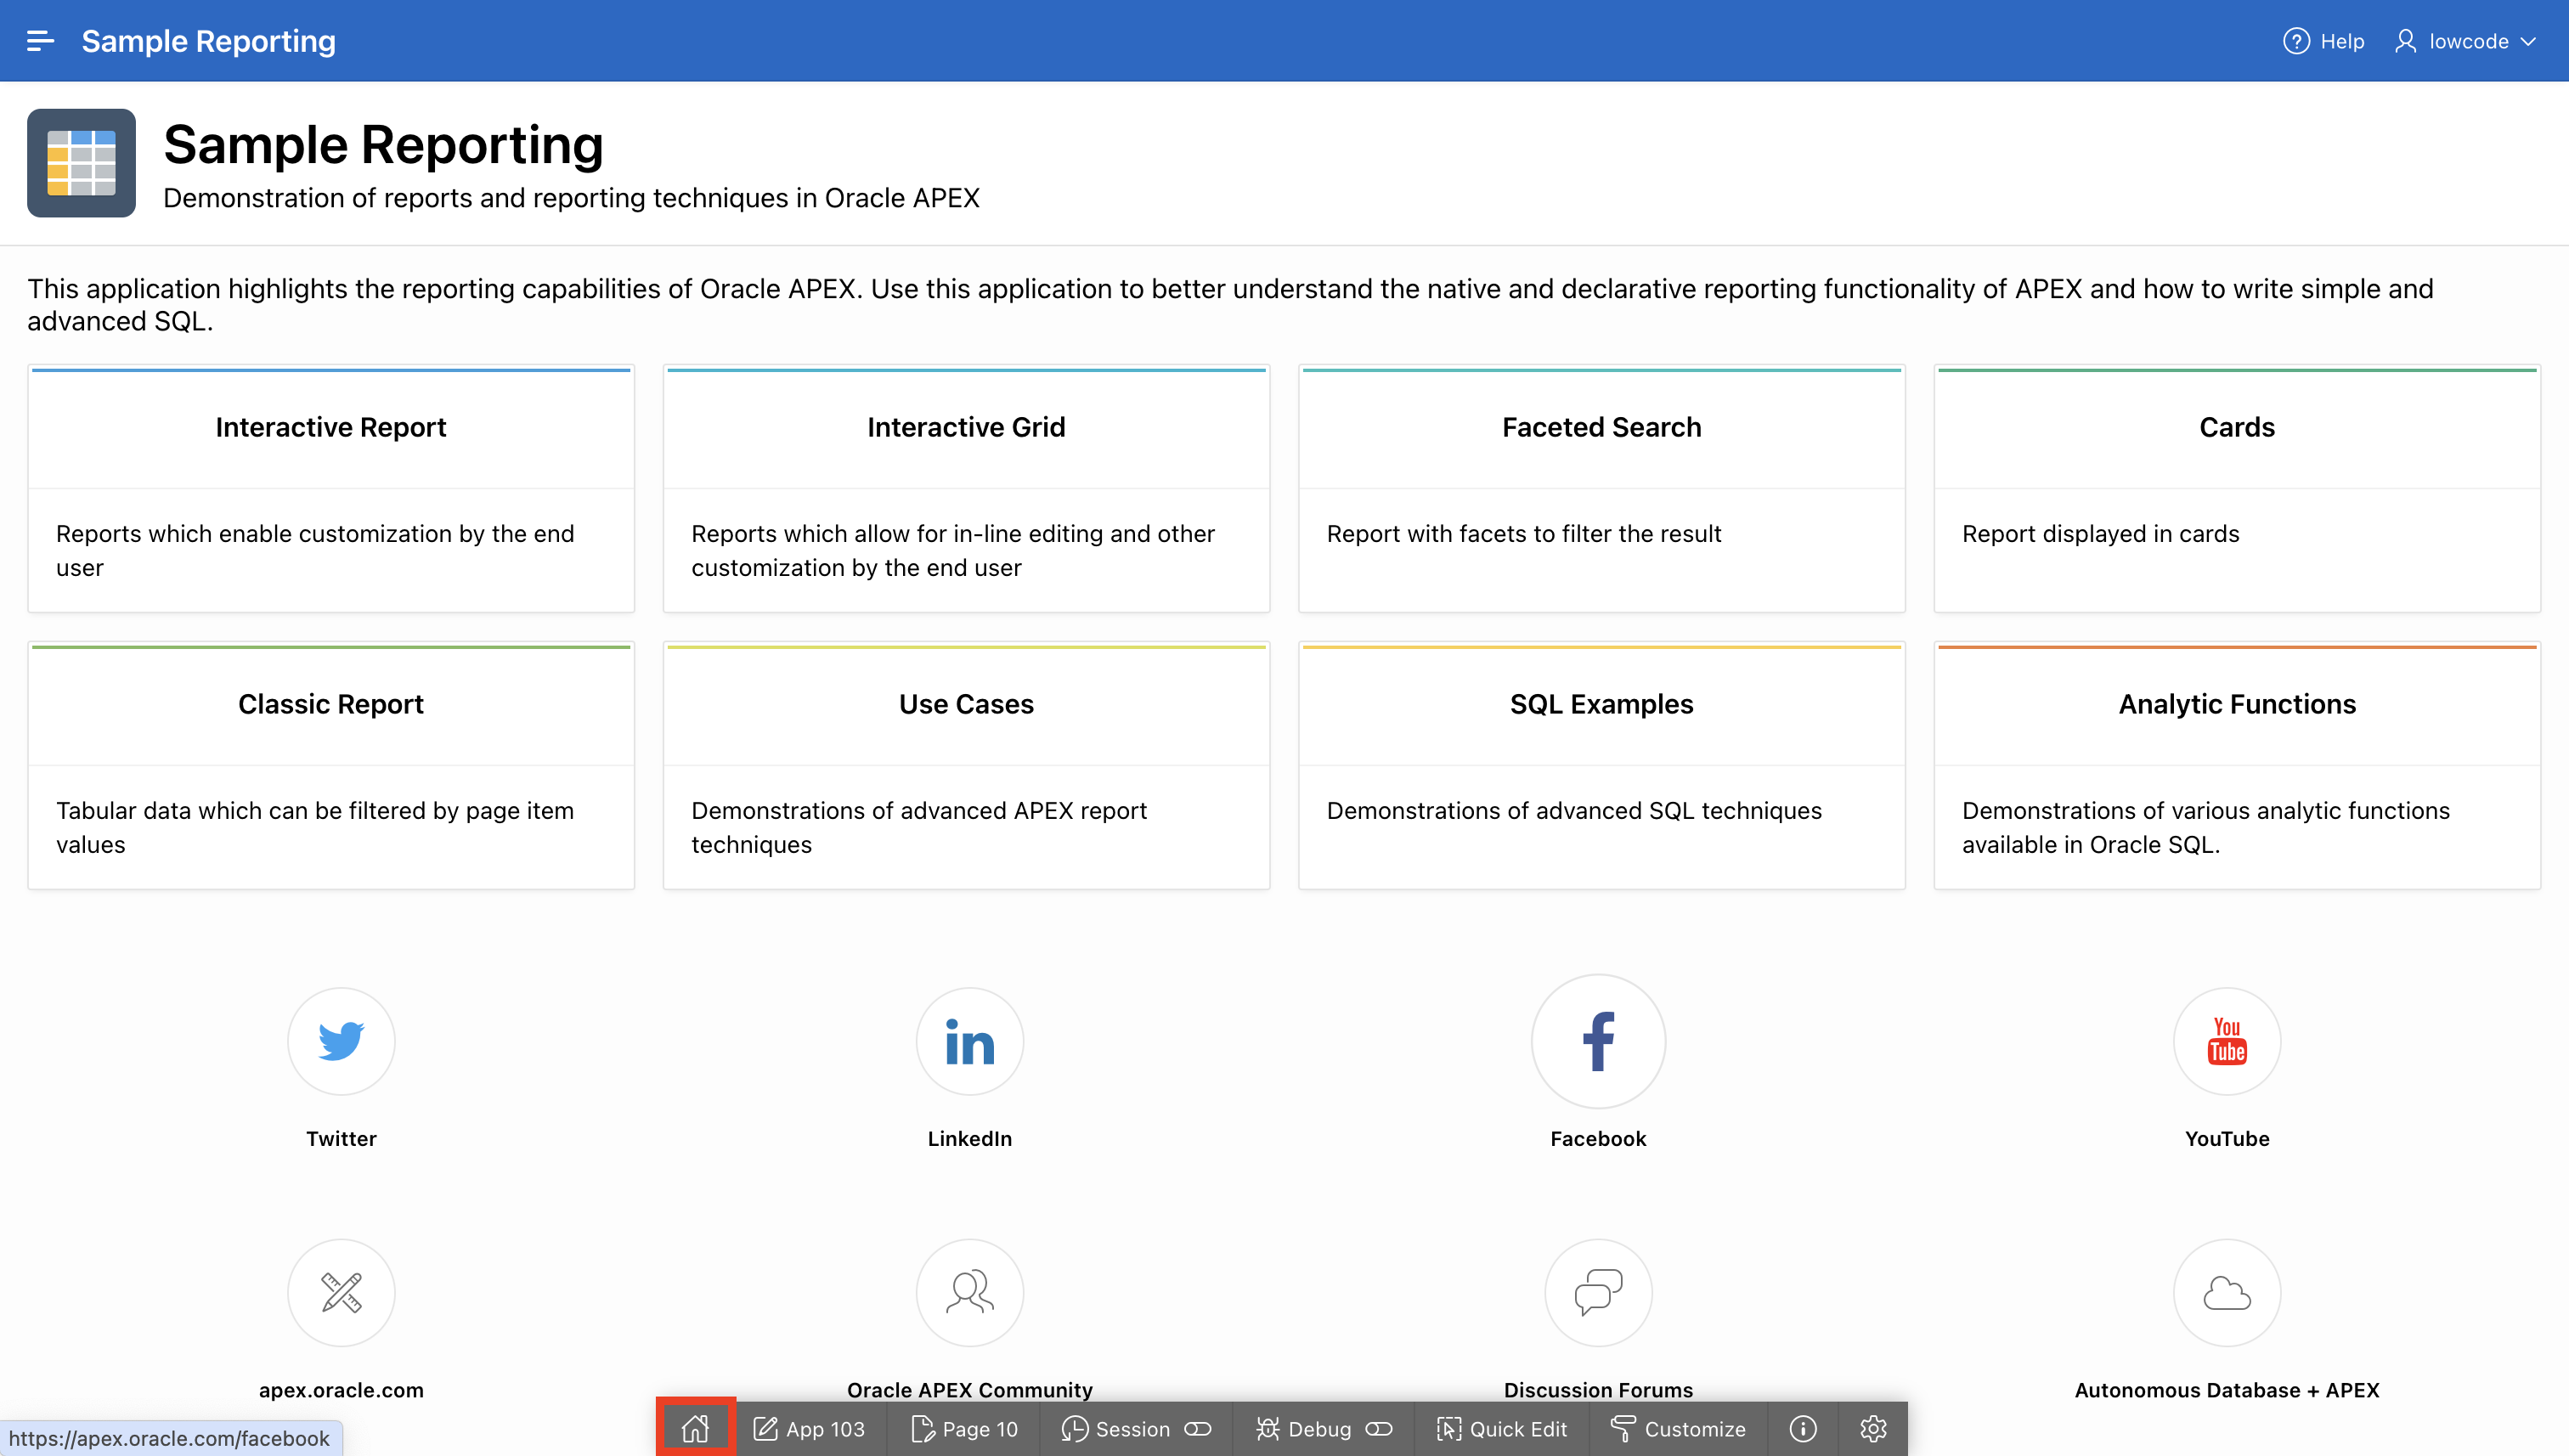 Sample Reporting
Help
lowcode
Sample Reporting
Demonstration of reports and reporting techniques in Oracle APEX
This application highlights the reporting capabilities of Oracle APEX. Use this application to better understand the native and declarative reporting functionality of APEX and how to write simple and
advanced SQL.
Interactive Report
Reports which enable customization by the end
user
Interactive Grid
Reports which allow for in-line editing and other
customization by the end user
Faceted Search
Report with facets to filter the result
Cards
Report displayed in cards
Classic Report
Tabular data which can be filtered by page item
values
Use Cases
Demonstrations of advanced APEX report
techniques
SQL Examples
Demonstrations of advanced SQL techniques
Analytic Functions
Demonstrations of various analytic functions
available in Oracle SQL.
Twitter
in
LinkedIn
f
Facebook
You
Tube
YouTube
apex.oracle.com
Oracle APEX Community
Discussion Forums
Autonomous Database + APEX
https://apex.oracle.com/facebook
App 103
Page 10
Session
Debug
Quick Edit
Customize